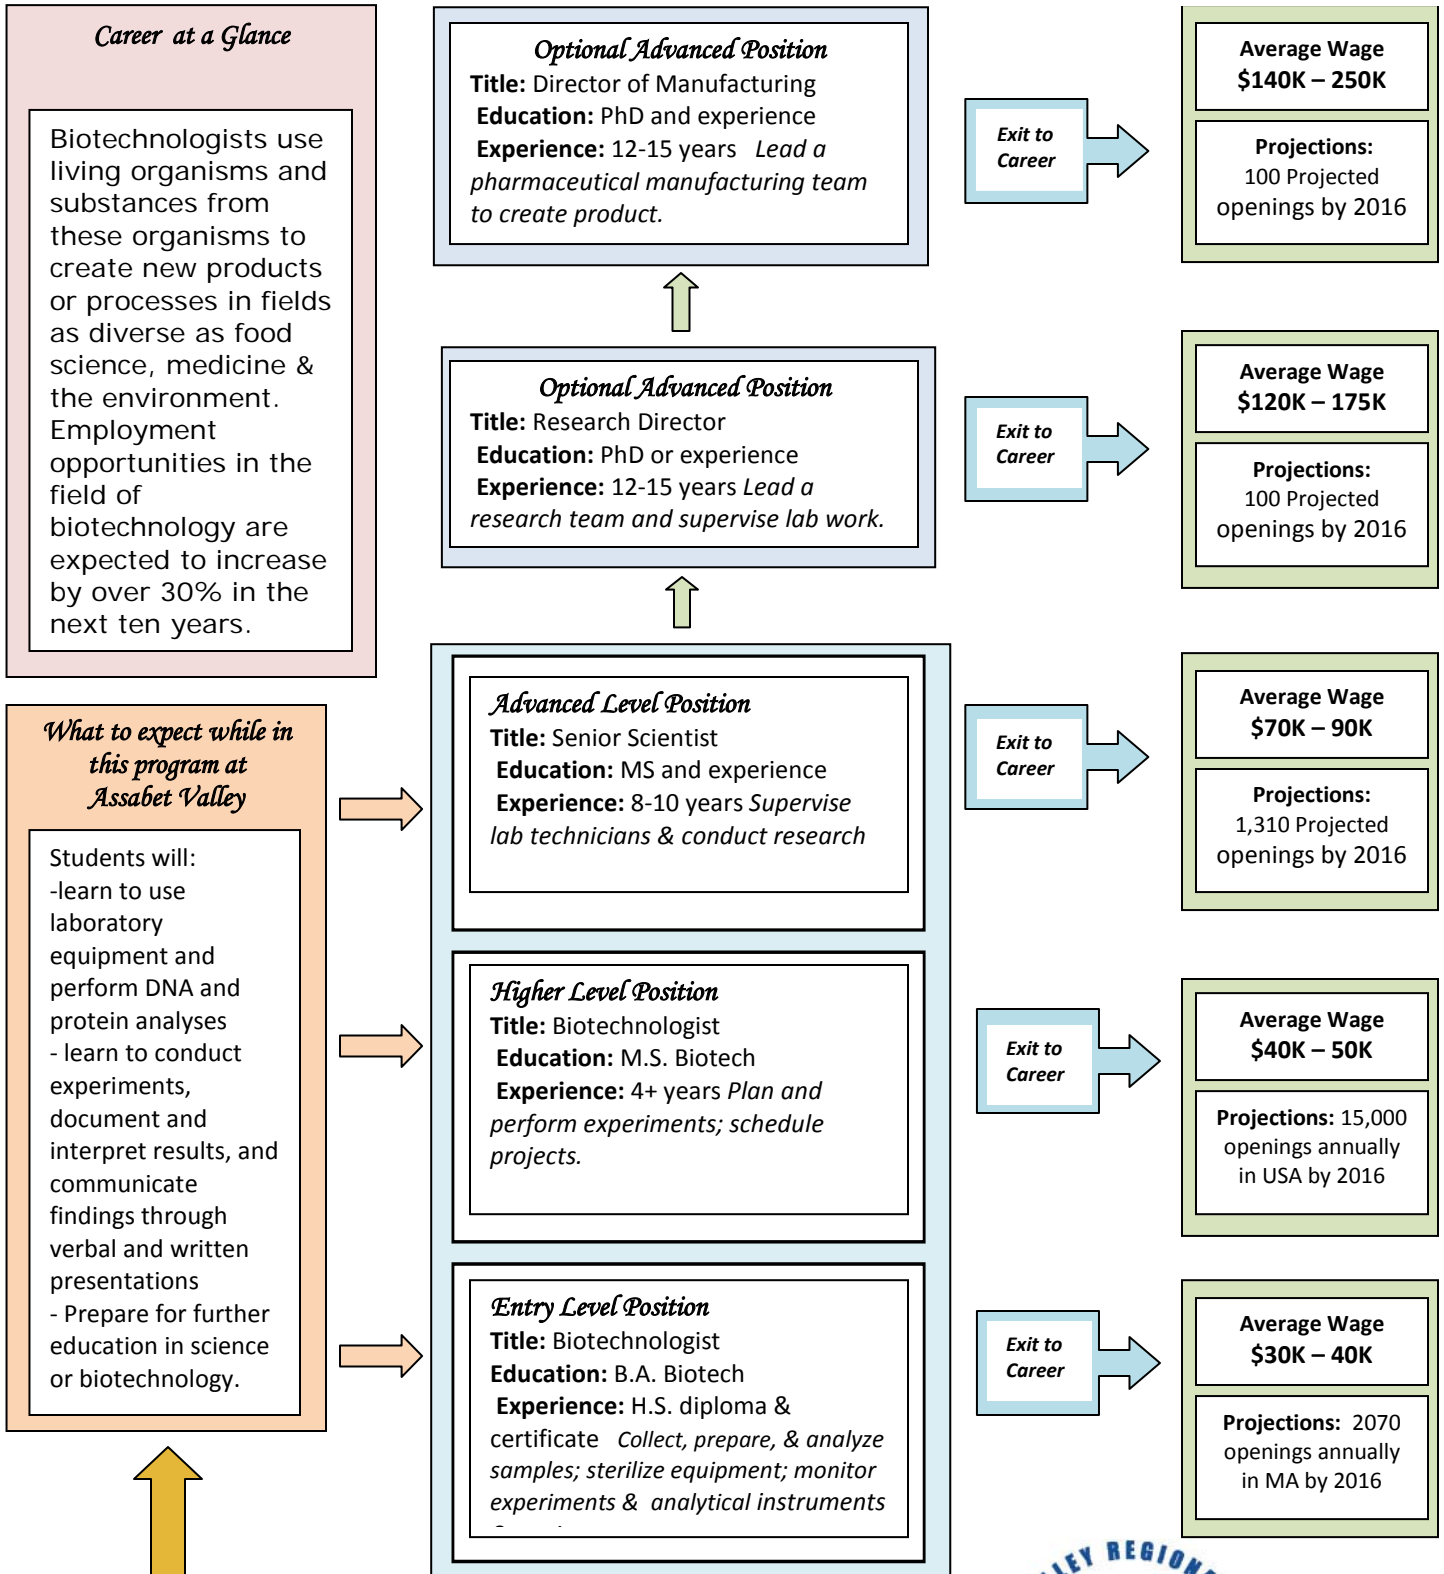 Career at a Glance
Biotechnologists use
living organisms and
substances from
these organisms to
create new products
or processes in fields
as diverse as food
science, medicine &
the environment.
Employment
opportunities in the
field of
biotechnology are
expected to increase
by over 30% in the
next ten years.
What to expect while in
this program at
Assabet Valley
Students will:
-learn to use
laboratory
equipment and
perform DNA and
protein analyses
- learn to conduct
experiments,
document and
interpret results, and
communicate
findings through
verbal and written
presentations
- Prepare for further
education in science
or biotechnology.
Optional Advanced Position
Title: Director of Manufacturing
Education: PhD and experience
Experience: 12-15 years Lead a
pharmaceutical manufacturing team
to create product.
Exit to
Career
Average Wage
$140K – 250K
Projections:
100 Projected
openings by 2016
Optional Advanced Position
Title: Research Director
Education: PhD or experience
Experience: 12-15 years Lead a
research team and supervise lab work.
Exit to
Career
Average Wage
$120K – 175K
Projections:
100 Projected
openings by 2016
Advanced Level Position
Title: Senior Scientist
Education: MS and experience
Experience: 8-10 years Supervise
lab technicians & conduct research
Exit to
Career
Average Wage
$70K – 90K
Projections:
1,310 Projected
openings by 2016
Higher Level Position
Title: Biotechnologist
Education: M.S. Biotech
Experience: 4+ years Plan and
perform experiments; schedule
projects.
Exit to
Career
Average Wage
$40K – 50K
Projections: 15,000
openings annually
in USA by 2016
Entry Level Position
Title: Biotechnologist
Education: B.A. Biotech
Experience: H.S. diploma &
certificate Collect, prepare, & analyze
samples; sterilize equipment; monitor
experiments & analytical instruments
Exit to
Career
Average Wage
$30K – 40K
Projections: 2070
openings annually
in MA by 2016